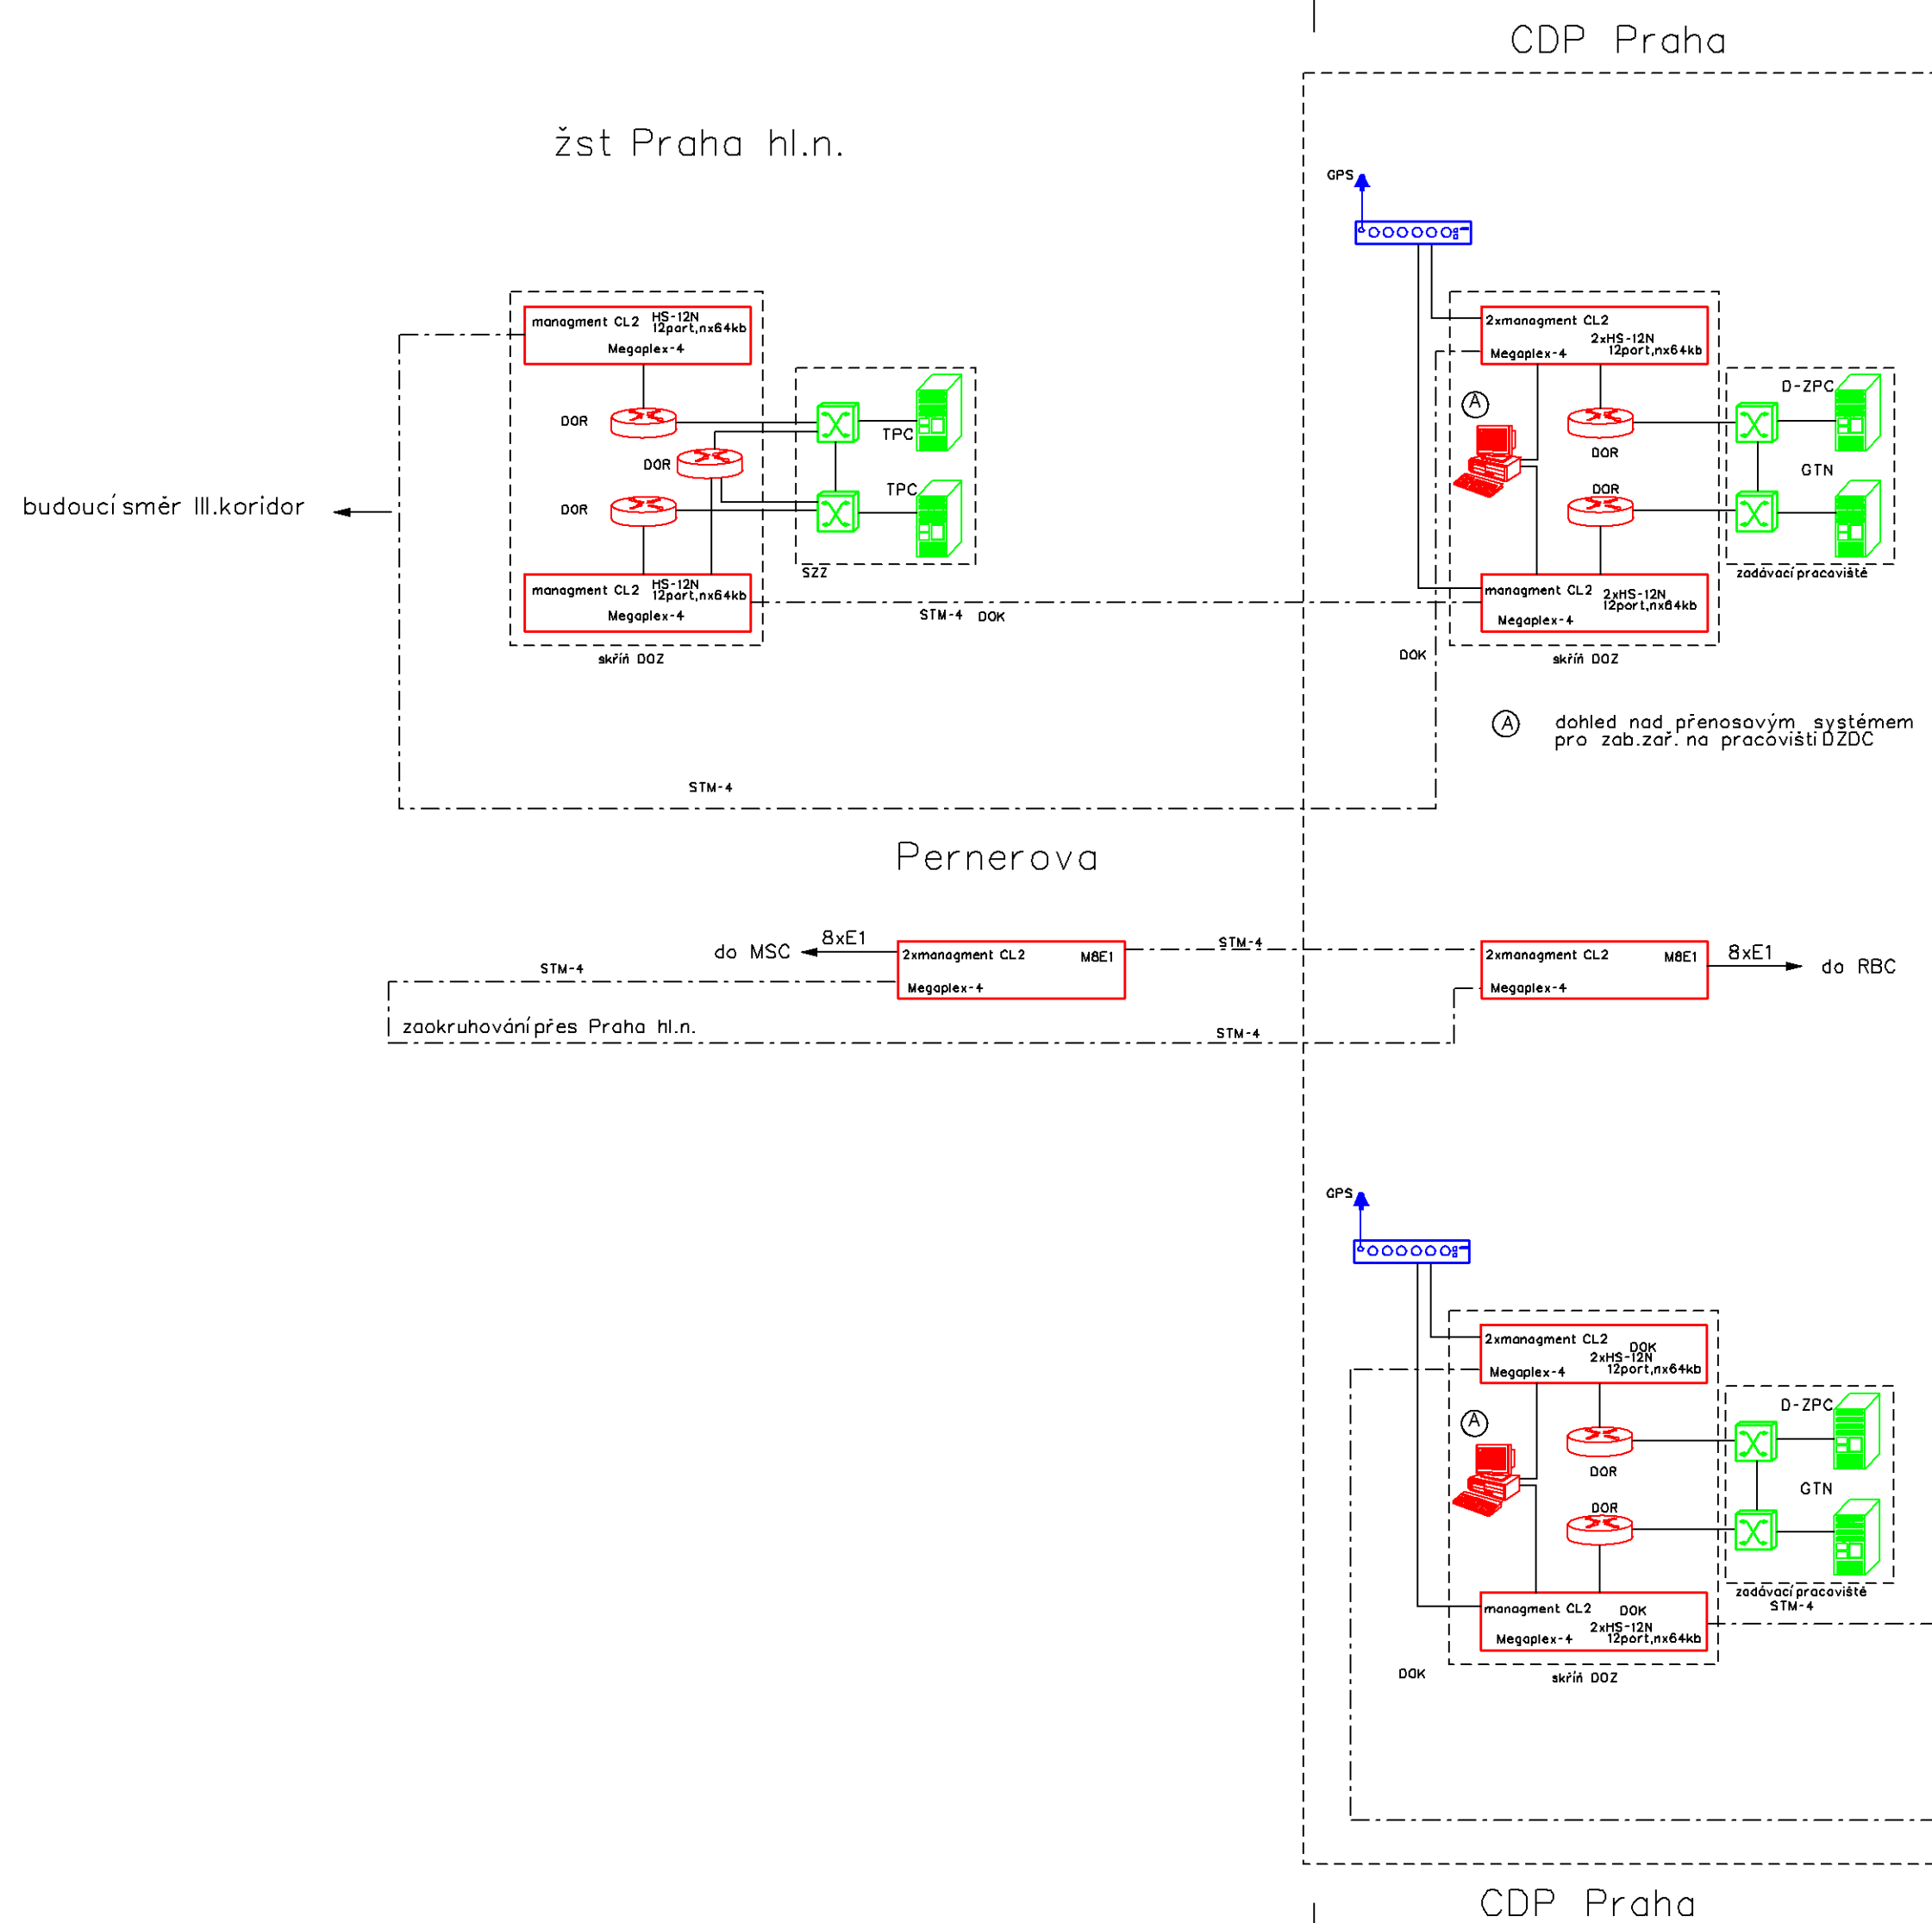 CDP Praha
žst Praha hl.n.
GPS
managment CL2
HS-12N
12port,nx64kb
Megaplex-4
DOR
DOR
DOR
TPC
TPC
SZZ
managment CL2
HS-12N
12port,nx64kb
Megaplex-4
skříň DOZ
budoucí směr III.koridor
STM-4 DOK
2xmanagment CL2
2xHS-12N
12port,nx64kb
Megaplex-4
A
DOR
DOR
D-ZPC
GTN
zadávací pracoviště
managment CL2
2xHS-12N
12port,nx64kb
Megaplex-4
DOK
skříň DOZ
A
dohled nad přenosovým systémem
pro zab.zař. na pracovišti DZDC
STM-4
Pernerova
do MSC
8xE1
2xmanagment CL2
M8E1
Megaplex-4
STM-4
2xmanagment CL2
M8E1
Megaplex-4
8xE1
do RBC
STM-4
zaokruhování přes Praha hl.n.
STM-4
GPS
2xmanagment CL2
DOK
2xHS-12N
12port,nx64kb
Megaplex-4
A
DOR
DOR
D-ZPC
GTN
zadávací pracoviště
STM-4
managment CL2
DOK
2xHS-12N
12port,nx64kb
Megaplex-4
DOK
skříň DOZ
CDP Praha